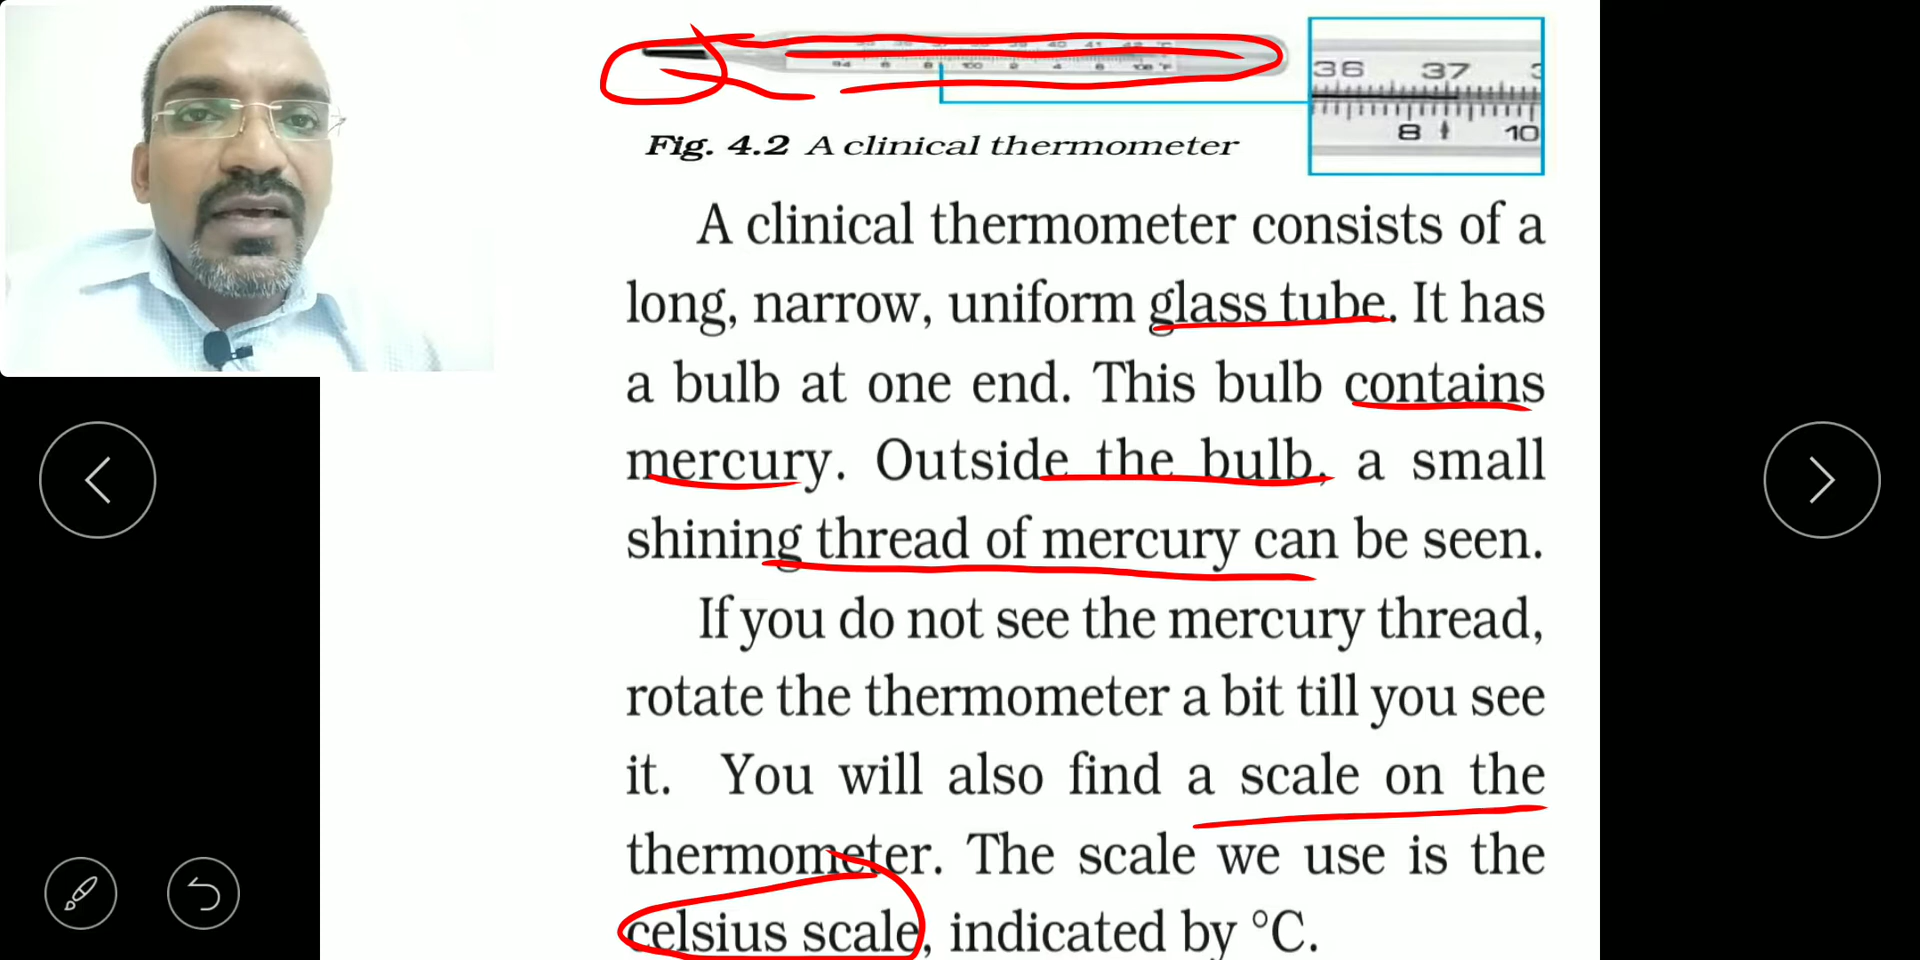 36 37
8 10
Fig. 4.2 A clinical thermometer
A clinical thermometer consists of a
long, narrow, uniform glass tube. It has
a bulb at one end. This bulb contains
mercury. Outside the bulb, a small
shining thread of mercury can be seen.
If you do not see the mercury thread,
rotate the thermometer a bit till you see
it. You will also find a scale on the
thermometer. The scale we use is the
celsius scale, indicated by °C.